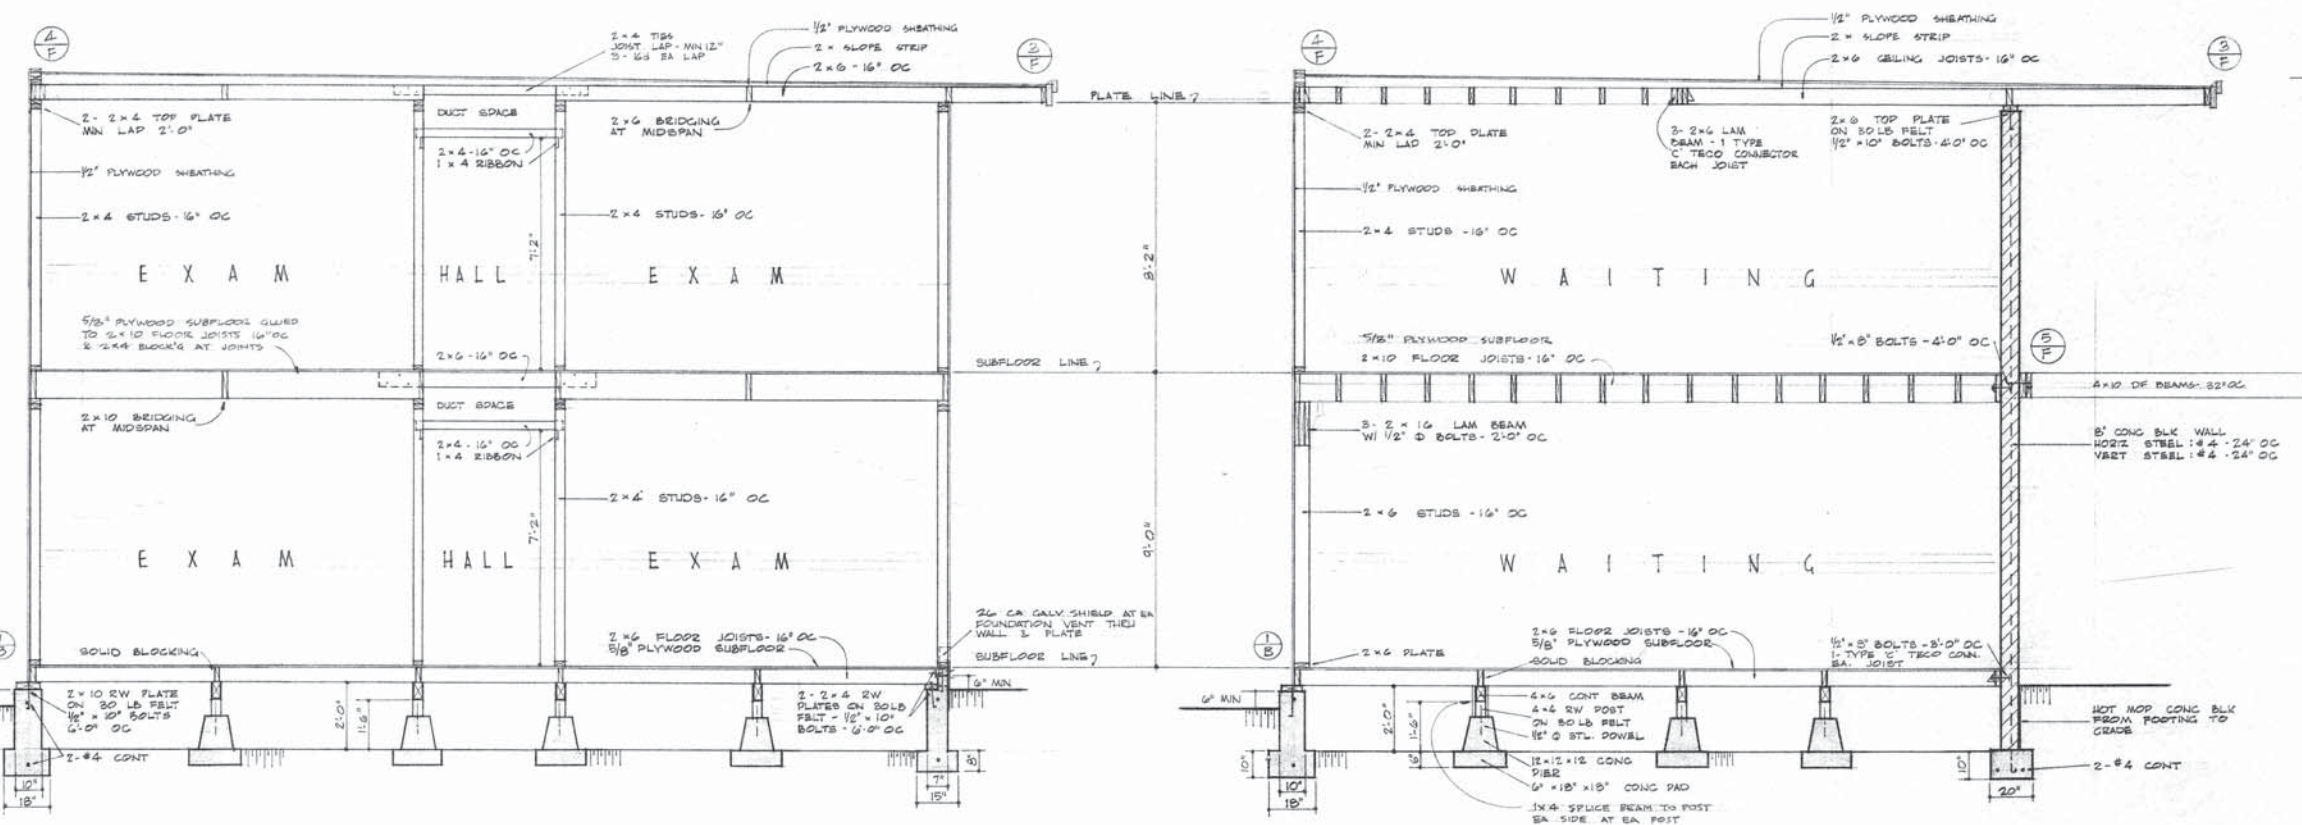 4
F
2 x 4 TIES
JOIST LAP - MIN 12"
3 - 16d EA LAP
1/2" PLYWOOD SHEATHING
2 x SLOPE STRIP
2 x 6 - 16" OC
2
F
PLATE LINE
2 - 2 x 4 TOP PLATE
MIN LAP 2'-0"
DUCT SPACE
2 x 6 BRIDGING
AT MIDSPAN
2 x 4 - 16" OC
1 x 4 RIBBON
1/2" PLYWOOD SHEATHING
2 x 4 STUDS - 16" OC
2 x 4 STUDS - 16" OC
7'-2"
8'-2"
EXAM
HALL
EXAM
5/8" PLYWOOD SUBFLOOR GLUED
TO 2 x 10 FLOOR JOISTS 16" OC
& 2x4 BLOCK'G AT JOINTS
2 x 6 - 16" OC
SUBFLOOR LINE
DUCT SPACE
2 x 10 BRIDGING
AT MIDSPAN
2 x 4 - 16" OC
1 x 4 RIBBON
2 x 4 STUDS - 16" OC
7'-2"
9'-0"
EXAM
HALL
EXAM
26 GA GALV SHIELD AT EA
FOUNDATION VENT THRU
WALL & PLATE
SOLID BLOCKING
2 x 6 FLOOR JOISTS - 16" OC
5/8" PLYWOOD SUBFLOOR
SUBFLOOR LINE
6" MIN
2 x 10 RW PLATE
ON 30 LB FELT
1/2" x 10" BOLTS
6'-0" OC
2'-0"
1'-6"
2 - 2 x 4 RW
PLATES ON 30 LB
FELT - 1/2" x 10"
BOLTS - 6'-0" OC
2 - #4 CONT
10"
18"
8"
7"
15"
4
F
1/2" PLYWOOD SHEATHING
2 x SLOPE STRIP
2 x 6 CEILING JOISTS - 16" OC
3
F
2 - 2 x 4 TOP PLATE
MIN LAP 2'-0"
3 - 2x6 LAM
BEAM - 1 TYPE
'C' TECO CONNECTOR
EACH JOIST
2 x 6 TOP PLATE
ON 30 LB FELT
1/2" x 10" BOLTS - 4'-0" OC
1/2" PLYWOOD SHEATHING
2 x 4 STUDS - 16" OC
WAITING
5/8" PLYWOOD SUBFLOOR
2 x 10 FLOOR JOISTS - 16" OC
1/2" x 8" BOLTS - 4'-0" OC
5
F
4 x 10 DF BEAMS - 32" OC
3 - 2 x 16 LAM BEAM
W/ 1/2" Φ BOLTS - 2'-0" OC
8" CONC BLK WALL
HORIZ STEEL : #4 - 24" OC
VERT STEEL : #4 - 24" OC
2 x 6 STUDS - 16" OC
WAITING
1
B
2 x 6 PLATE
2 x 6 FLOOR JOISTS - 16" OC
5/8" PLYWOOD SUBFLOOR
SOLID BLOCKING
1/2" x 8" BOLTS - 3'-0" OC
1 - TYPE 'C' TECO CONN.
EA. JOIST
6" MIN
2'-0"
1'-6"
6"
4 x 6 CONT BEAM
4 x 4 RW POST
ON 30 LB FELT
1/2" Φ STL. DOWEL
12 x 12 x 12 CONC
PIER
6" x 18" x 18" CONC PAD
1 x 4 SPLICE BEAM TO POST
EA SIDE AT EA POST
HOT MOP CONC BLK
FROM FOOTING TO
GRADE
2 - #4 CONT
10"
10"
18"
10"
20"